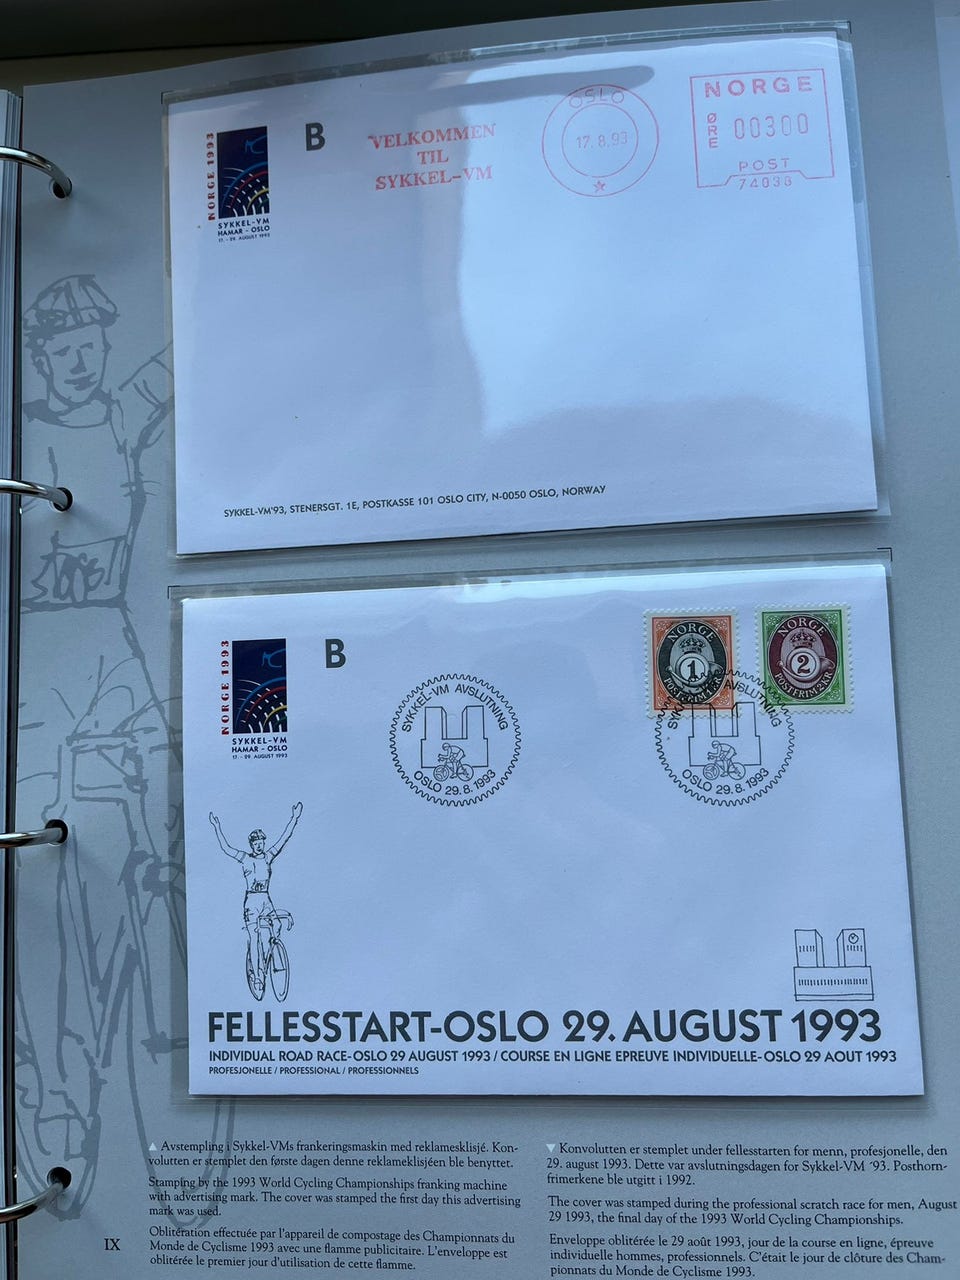 NORGE 1993
SYKKEL-VM
HAMAR - OSLO
17. - 29. AUGUST 1993
B
VELKOMMEN
TIL
SYKKEL-VM
OSLO
17. 8. 93
NORGE
ØRE 00300
POST
74038
SYKKEL-VM'93, STENERSGT. 1E, POSTKASSE 101 OSLO CITY, N-0050 OSLO, NORWAY
NORGE 1993
SYKKEL-VM
HAMAR - OSLO
17. - 29. AUGUST 1993
B
SYKKEL-VM AVSLUTNING
OSLO 29.8.1993
NORGE
1
POSTFRIM 1 KR
NORGE
2
POSTFRIM 2 KR
SYKKEL-VM AVSLUTNING
OSLO 29.8.1993
FELLESSTART-OSLO 29. AUGUST 1993
INDIVIDUAL ROAD RACE-OSLO 29 AUGUST 1993 / COURSE EN LIGNE EPREUVE INDIVIDUELLE-OSLO 29 AOUT 1993
PROFESJONELLE / PROFESSIONAL / PROFESSIONNELS
Avstempling i Sykkel-VMs frankeringsmaskin med reklamesklisjé. Kon-
volutten er stemplet den første dagen denne reklameklisjéen ble benyttet.
Stamping by the 1993 World Cycling Championships franking machine
with advertising mark. The cover was stamped the first day this advertising
mark was used.
Oblitération effectuée par l'appareil de compostage des Championnats du
Monde de Cyclisme 1993 avec une flamme publicitaire. L'enveloppe est
oblitérée le premier jour d'utilisation de cette flamme.
IX
Konvolutten er stemplet under fellesstarten for menn, profesjonelle, den
29. august 1993. Dette var avslutningsdagen for Sykkel-VM '93. Posthorn-
frimerkene ble utgitt i 1992.
The cover was stamped during the professional scratch race for men, August
29 1993, the final day of the 1993 World Cycling Championships.
Enveloppe oblitérée le 29 août 1993, jour de la course en ligne, épreuve
individuelle hommes, professionnels. C'était le jour de clôture des Cham-
pionnats du Monde de Cyclisme 1993.